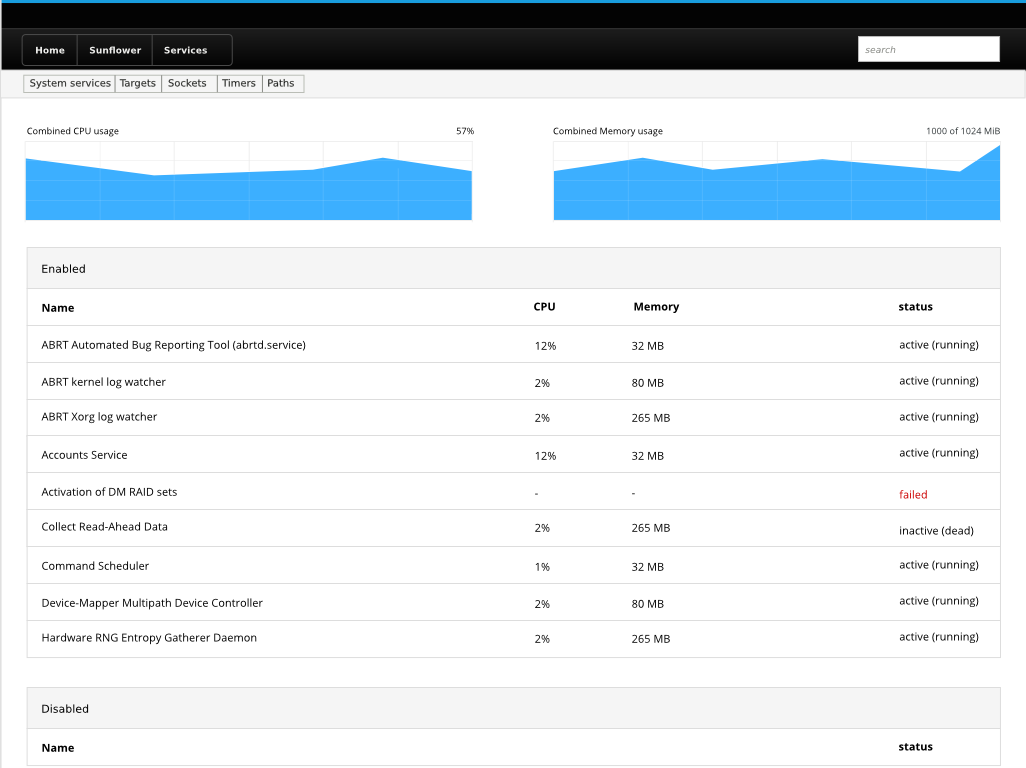 Home Sunflower Services search
System services Targets Sockets Timers Paths
Combined CPU usage 57% Combined Memory usage 1000 of 1024 MiB
Enabled
Name CPU Memory status
ABRT Automated Bug Reporting Tool (abrtd.service) 12% 32 MB active (running)
ABRT kernel log watcher 2% 80 MB active (running)
ABRT Xorg log watcher 2% 265 MB active (running)
Accounts Service 12% 32 MB active (running)
Activation of DM RAID sets - - failed
Collect Read-Ahead Data 2% 265 MB inactive (dead)
Command Scheduler 1% 32 MB active (running)
Device-Mapper Multipath Device Controller 2% 80 MB active (running)
Hardware RNG Entropy Gatherer Daemon 2% 265 MB active (running)
Disabled
Name status